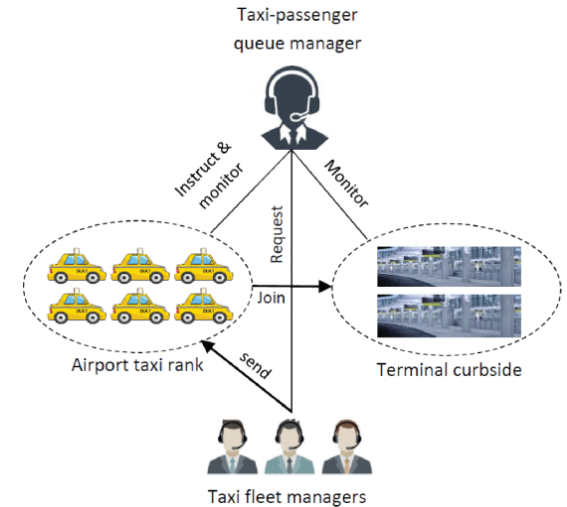 Taxi-passenger
queue manager
Instruct &
monitor
Monitor
Request
Join
Airport taxi rank
Terminal curbside
send
Taxi fleet managers